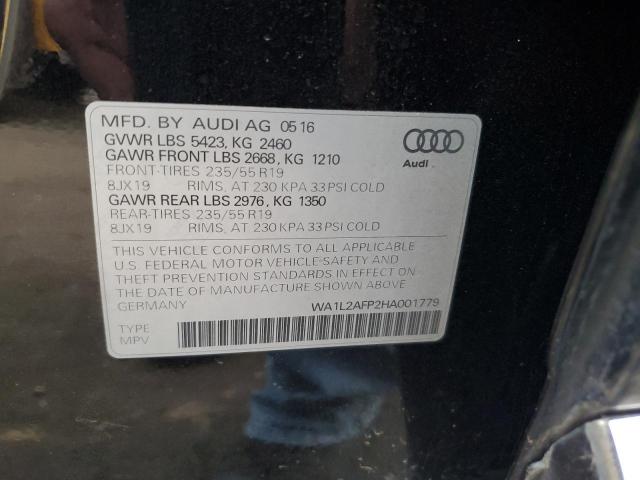 MFD. BY AUDI AG 05 16
GVWR LBS 5423, KG 2460
GAWR FRONT LBS 2668, KG 1210
FRONT-TIRES 235/55 R19
8JX19 RIMS, AT 230 KPA 33 PSI COLD
GAWR REAR LBS 2976, KG 1350
REAR-TIRES 235/55 R19
8JX19 RIMS, AT 230 KPA 33 PSI COLD
Audi
THIS VEHICLE CONFORMS TO ALL APPLICABLE
U.S. FEDERAL MOTOR VEHICLE SAFETY AND
THEFT PREVENTION STANDARDS IN EFFECT ON
THE DATE OF MANUFACTURE SHOWN ABOVE
GERMANY WA1L2AFP2HA001779
TYPE
MPV